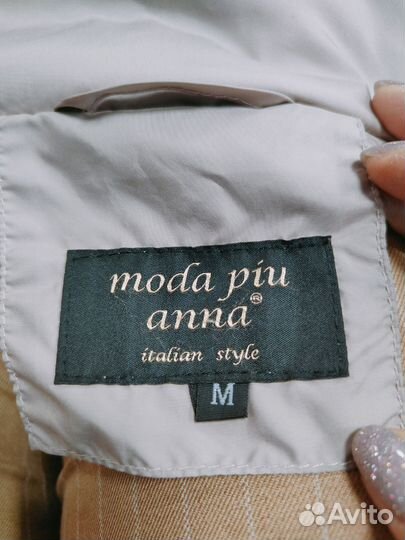 moda piu
anna®
italian style
M
Avito